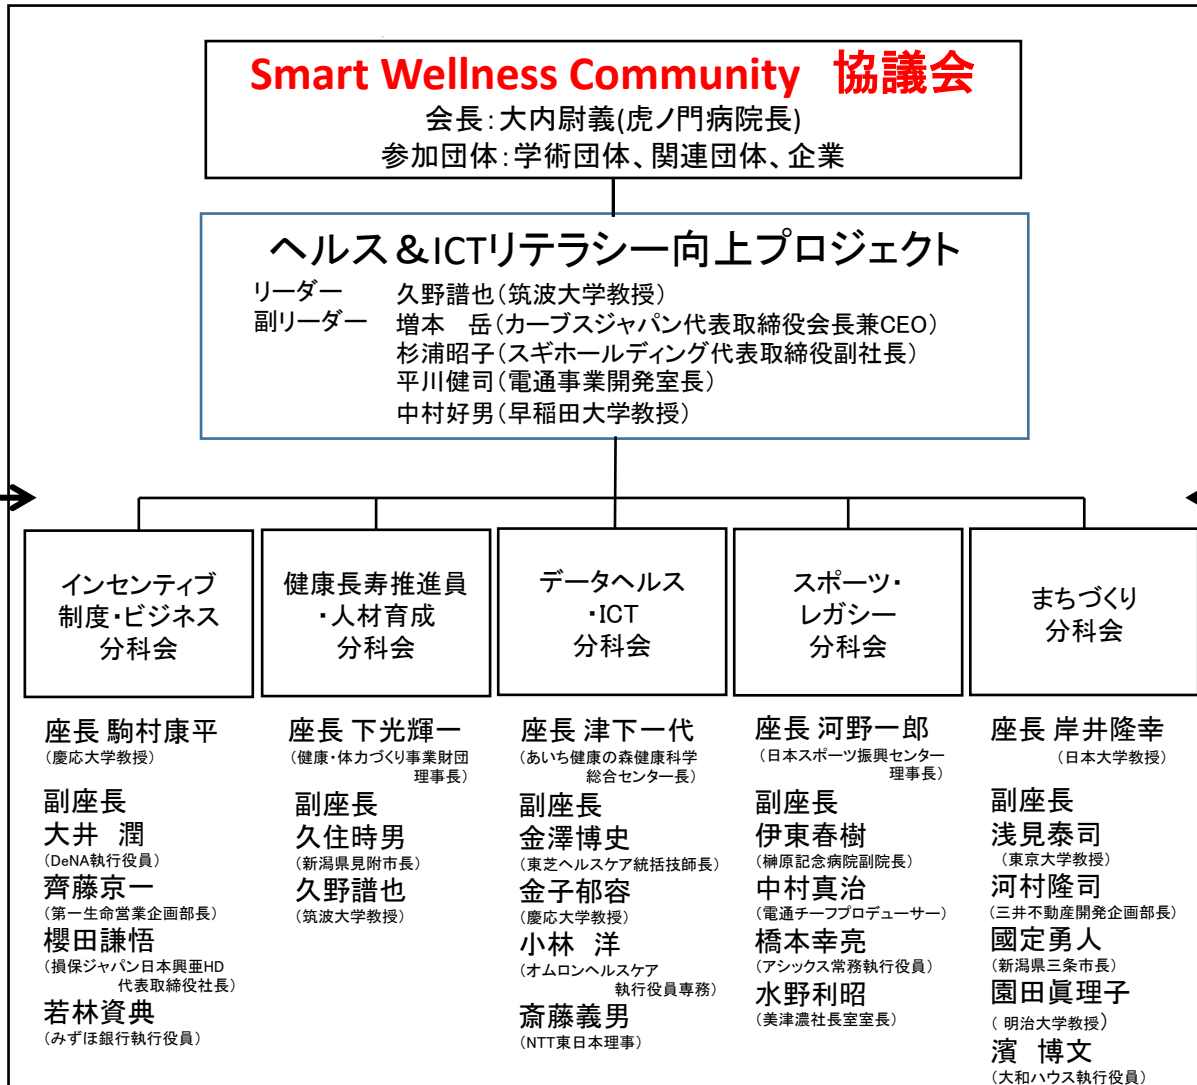 Smart Wellness Community 協議会
会長:大内尉義(虎ノ門病院長)
参加団体:学術団体、関連団体、企業
ヘルス&ICTリテラシー向上プロジェクト
リーダー 久野譜也(筑波大学教授)
副リーダー 増本 岳(カーブスジャパン代表取締役会長兼CEO)
杉浦昭子(スギホールディング代表取締役副社長)
平川健司(電通事業開発室長)
中村好男(早稲田大学教授)
インセンティブ
制度・ビジネス
分科会
座長 駒村康平
(慶応大学教授)
副座長
大井 潤
(DeNA執行役員)
齊藤京一
(第一生命営業企画部長)
櫻田謙悟
(損保ジャパン日本興亜HD
代表取締役社長)
若林資典
(みずほ銀行執行役員)
健康長寿推進員
・人材育成
分科会
座長 下光輝一
(健康・体力づくり事業財団
理事長)
副座長
久住時男
(新潟県見附市長)
久野譜也
(筑波大学教授)
データヘルス
・ICT
分科会
座長 津下一代
(あいち健康の森健康科学
総合センター長)
副座長
金澤博史
(東芝ヘルスケア統括技師長)
金子郁容
(慶応大学教授)
小林 洋
(オムロンヘルスケア
執行役員専務)
斎藤義男
(NTT東日本理事)
スポーツ・
レガシー
分科会
座長 河野一郎
(日本スポーツ振興センター
理事長)
副座長
伊東春樹
(榊原記念病院副院長)
中村真治
(電通チーフプロデューサー)
橋本幸亮
(アシックス常務執行役員)
水野利昭
(美津濃社長室室長)
まちづくり
分科会
座長 岸井隆幸
(日本大学教授)
副座長
浅見泰司
(東京大学教授)
河村隆司
(三井不動産開発企画部長)
國定勇人
(新潟県三条市長)
園田眞理子
( 明治大学教授)
濱 博文
(大和ハウス執行役員)